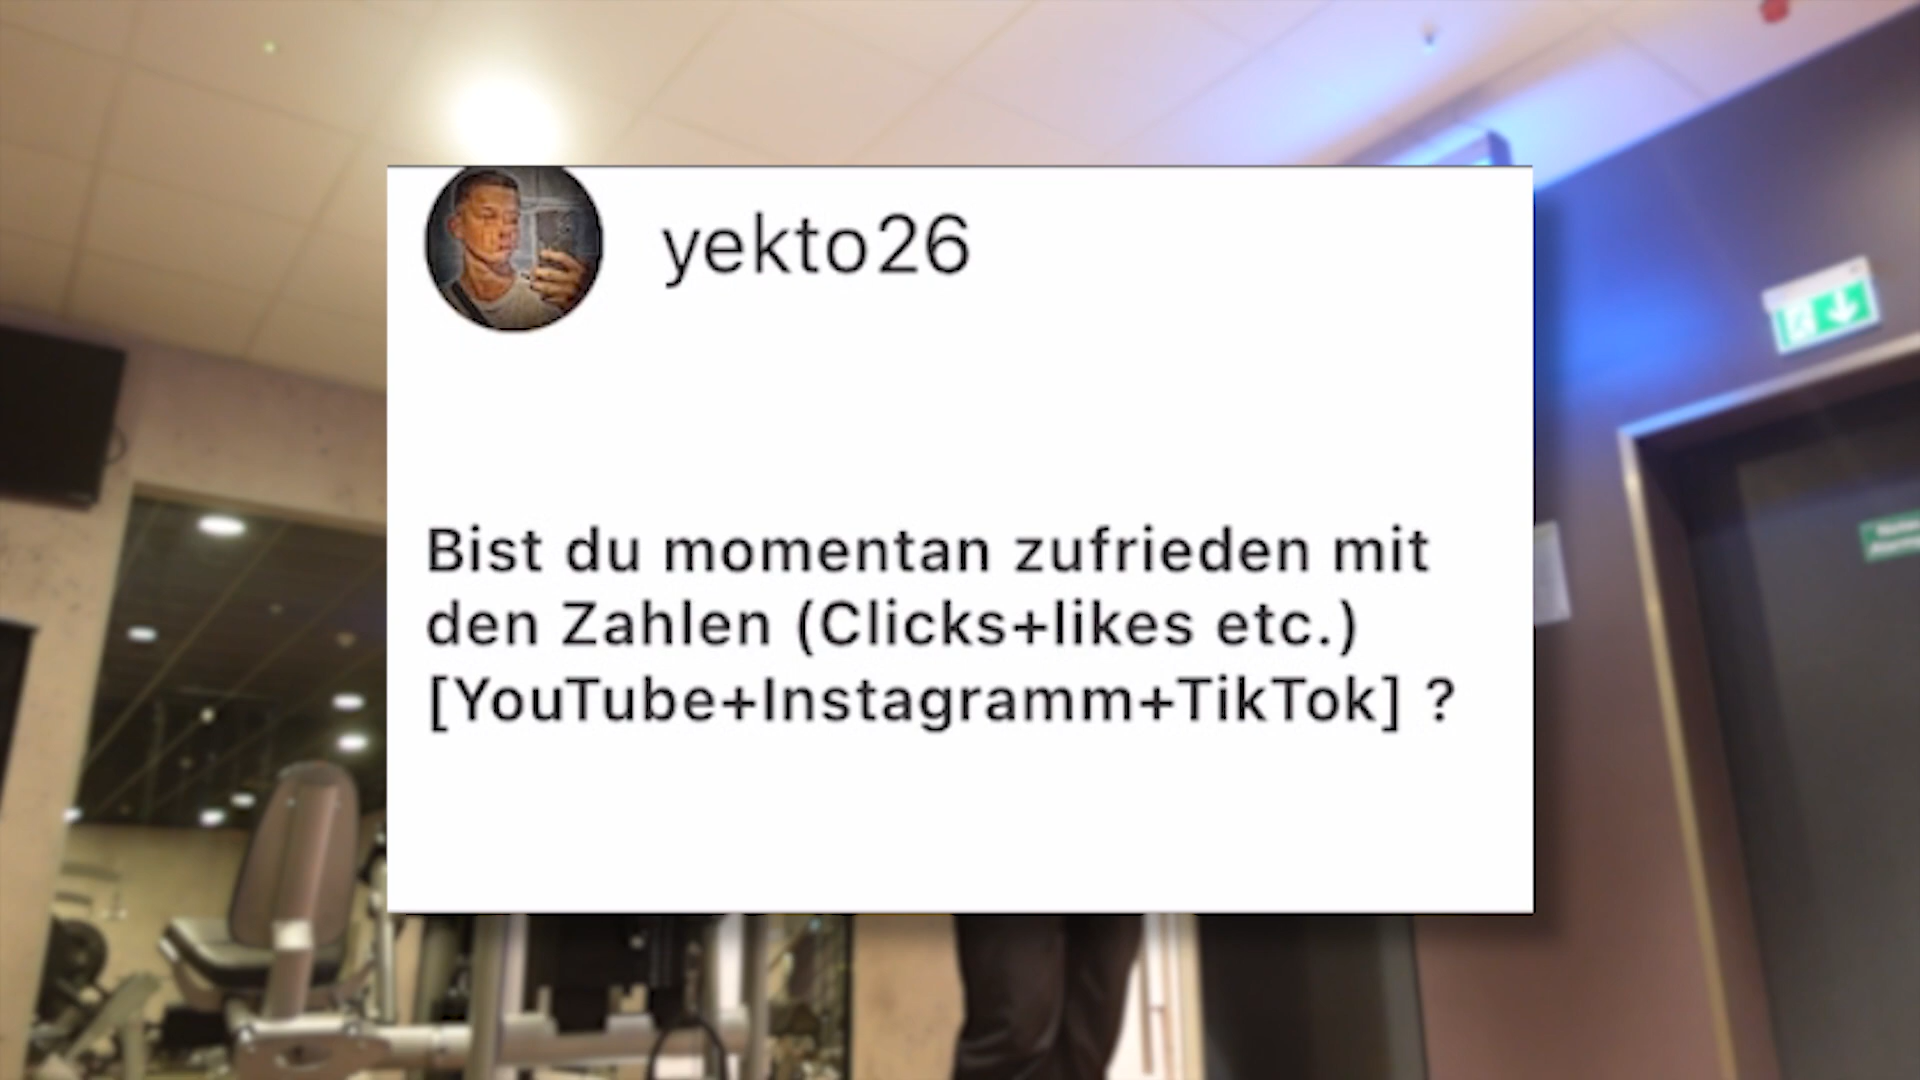 yekto26
Bist du momentan zufrieden mit
den Zahlen (Clicks+likes etc.)
[YouTube+Instagramm+TikTok] ?